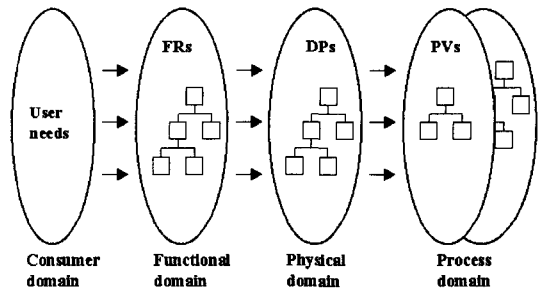 FRs
DPs
PVs
User
needs
Consumer
domain
Functional
domain
Physical
domain
Process
domain